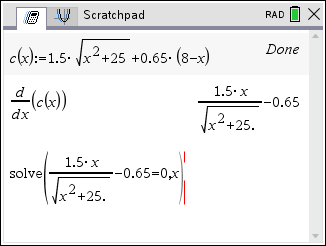 Scratchpad RAD
c(x):=1.5·√(x²+25)+0.65·(8−x) Done
d/dx(c(x)) 1.5·x/√(x²+25.)−0.65
solve(1.5·x/√(x²+25.)−0.65=0,x)